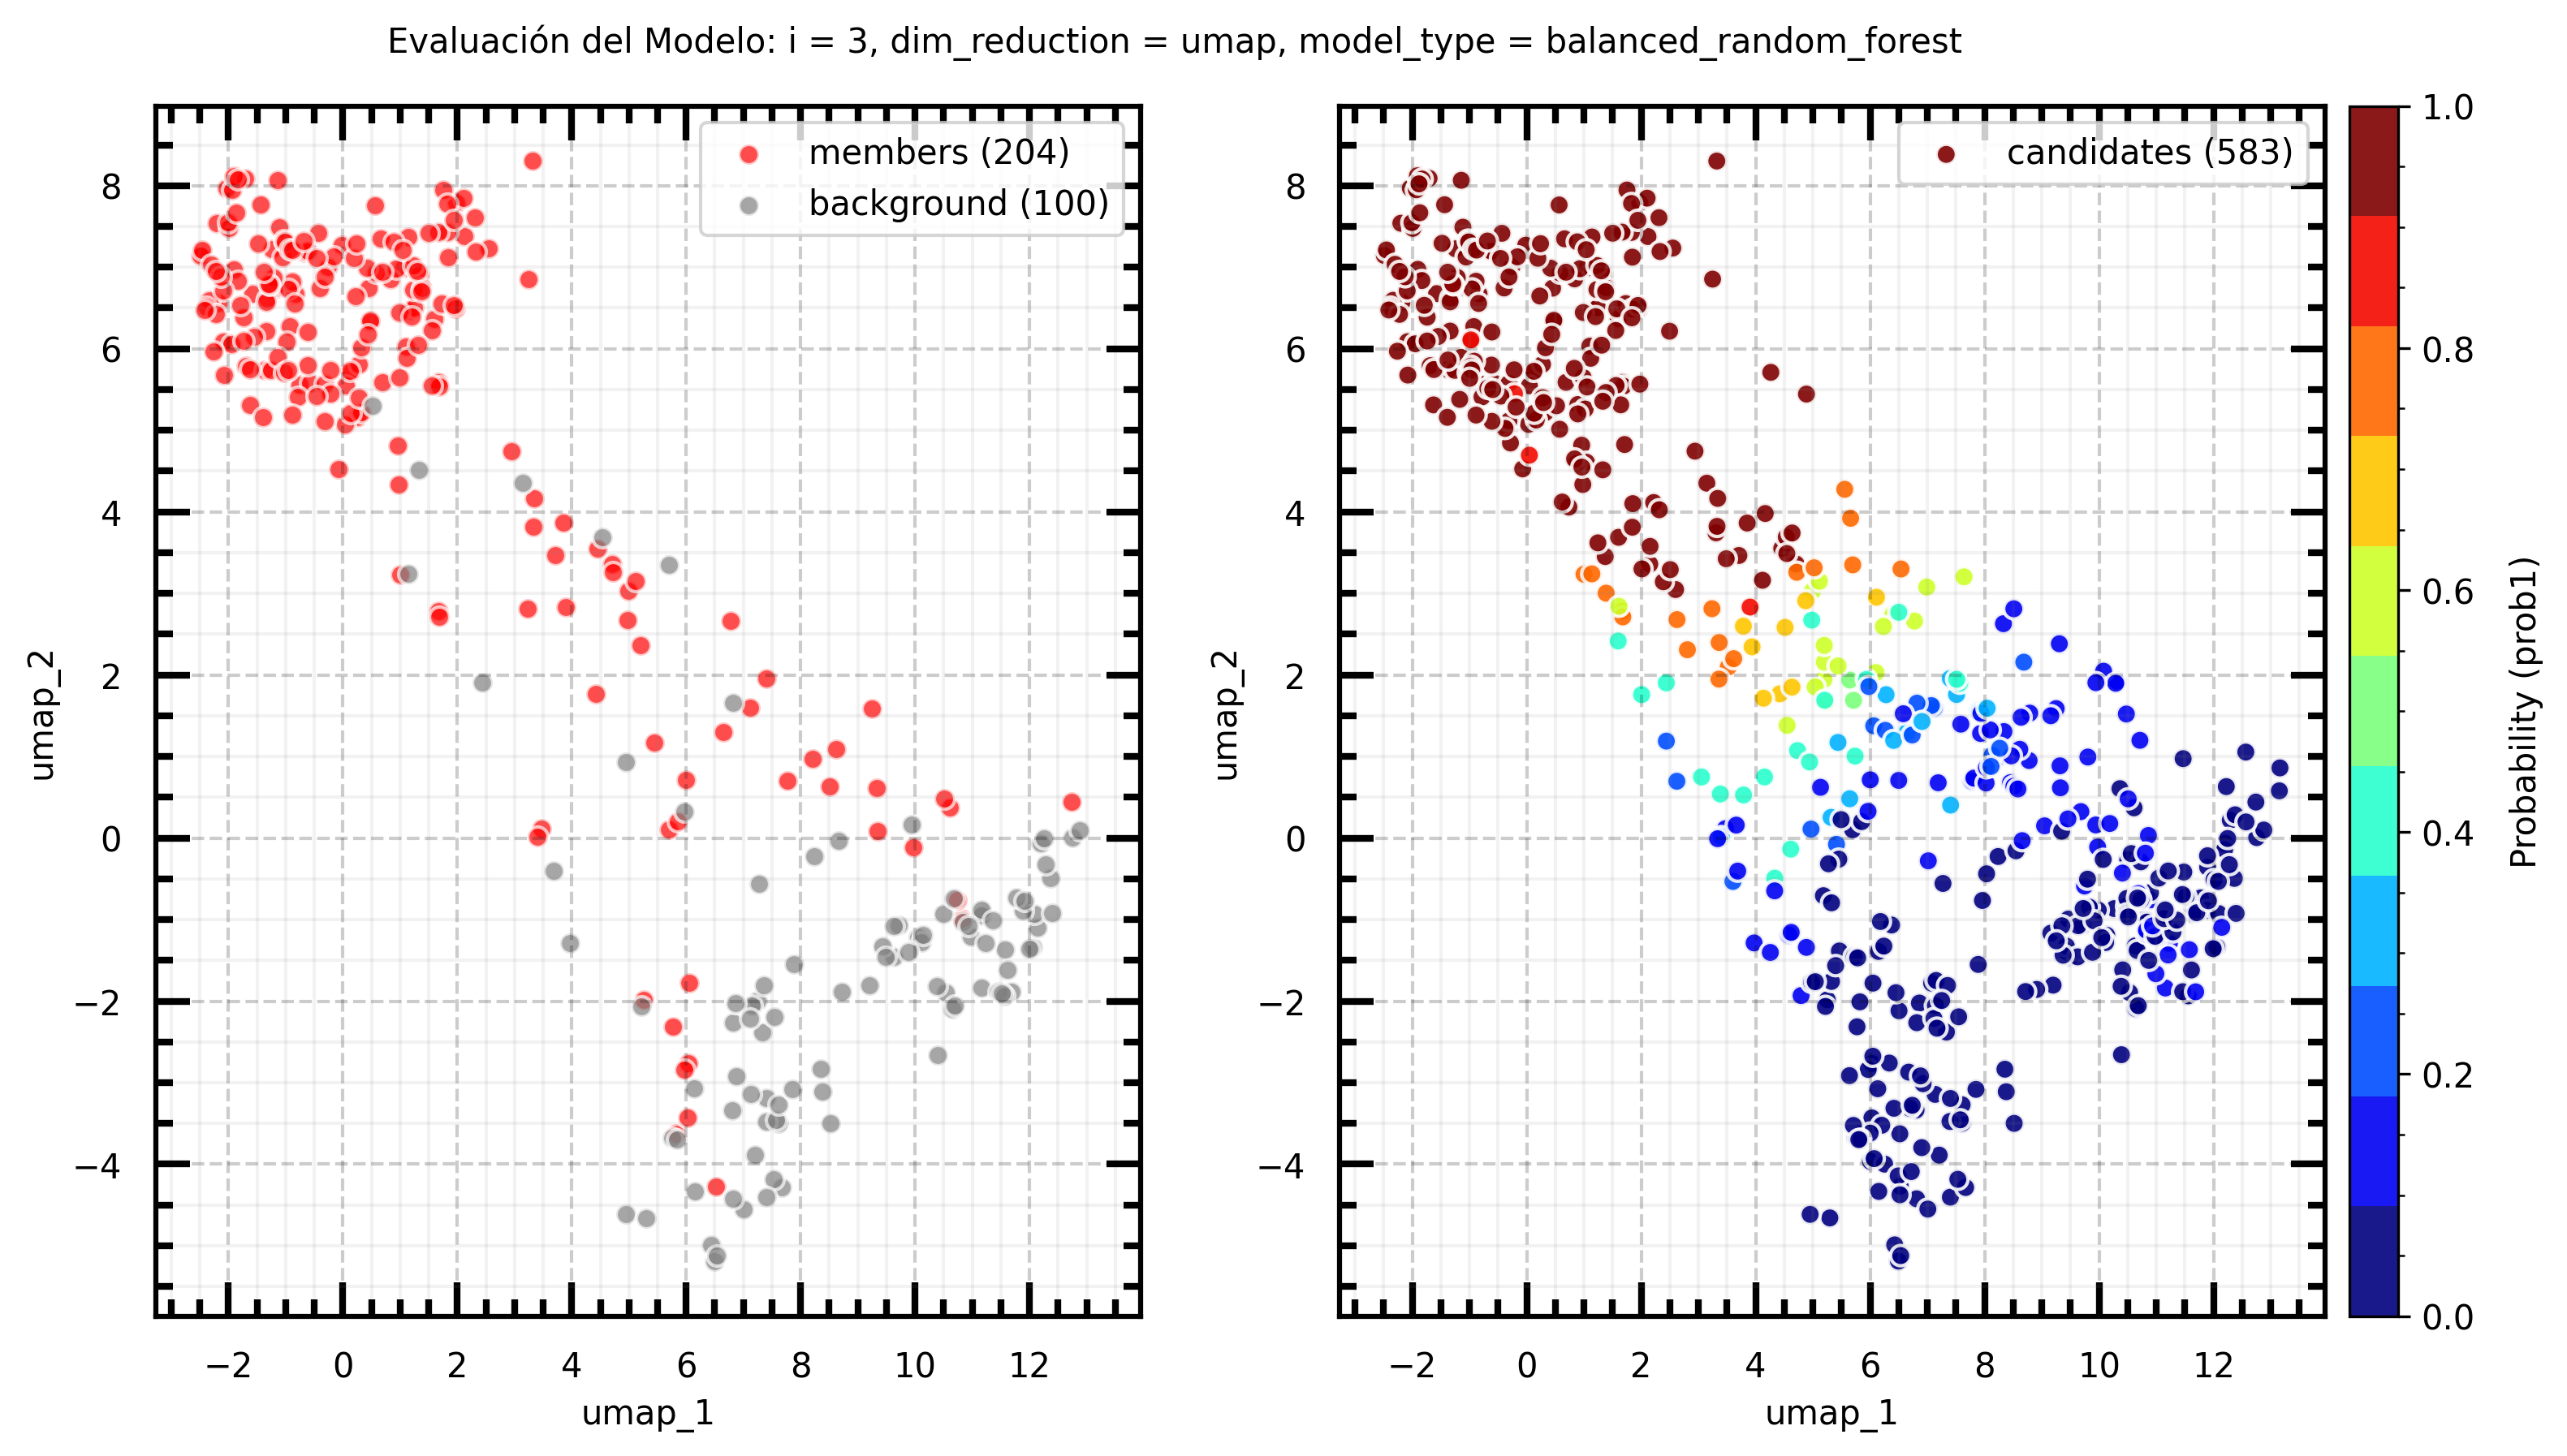 Evaluación del Modelo: i = 3, dim_reduction = umap, model_type = balanced_random_forest
members (204)
background (100)
8
6
4
2
0
−2
−4
umap_2
−2 0 2 4 6 8 10 12
umap_1
candidates (583)
8
6
4
2
0
−2
−4
umap_2
−2 0 2 4 6 8 10 12
umap_1
1.0
0.8
0.6
0.4
0.2
0.0
Probability (prob1)